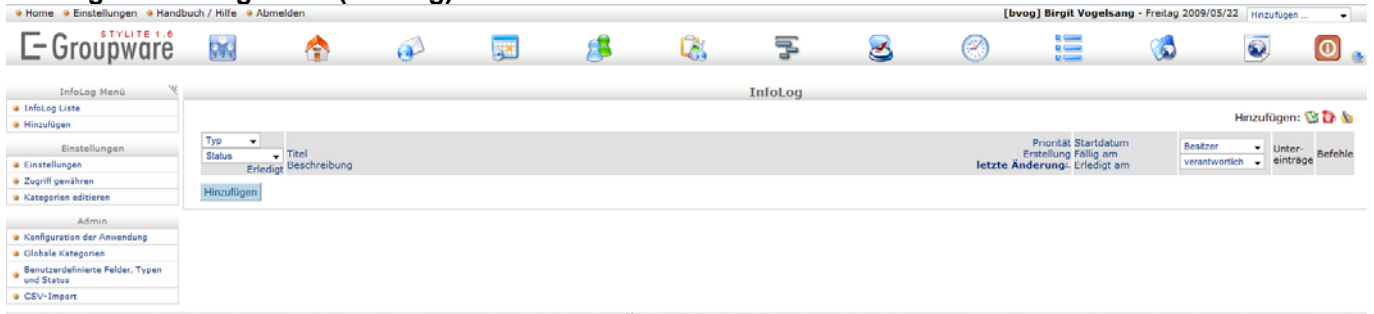 Home Einstellungen Handbuch / Hilfe Abmelden [bvog] Birgit Vogelsang - Freitag 2009/05/22 Hinzufügen ...
STYLITE 1.6
E-Groupware
InfoLog Menü InfoLog
InfoLog Liste
Hinzufügen
Hinzufügen:
Einstellungen
Einstellungen
Zugriff gewähren
Kategorien editieren
Typ
Status
Erledigt
Titel
Beschreibung
Priorität
Erstellung
letzte Änderung
Startdatum
Fällig am
Erledigt am
Besitzer
verantwortlich
Unter-
einträge
Befehle
Hinzufügen
Admin
Konfiguration der Anwendung
Globale Kategorien
Benutzerdefinierte Felder, Typen
und Status
CSV-Import